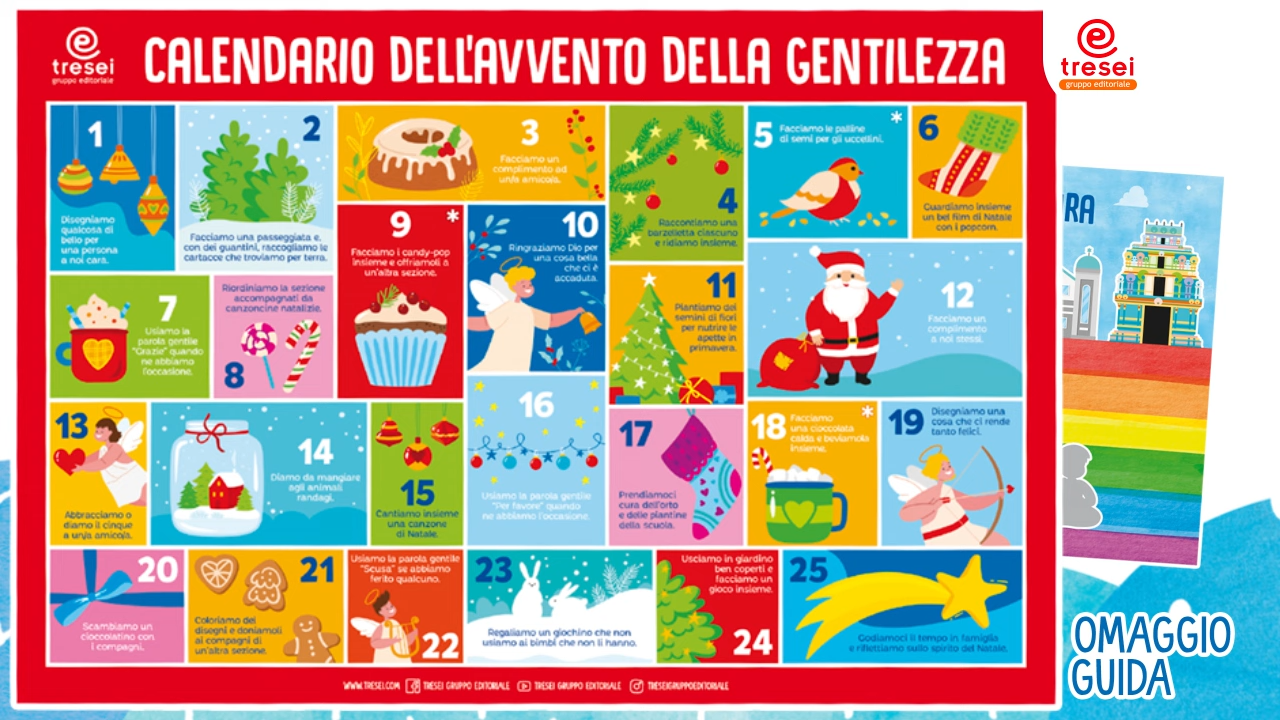 tresei
gruppo editoriale
CALENDARIO DELL'AVVENTO DELLA GENTILEZZA
1
Disegniamo
qualcosa di
bello per
una persona
a noi cara.
2
Facciamo una passeggiata e,
con dei guantini, raccogliamo le
cartacce che troviamo per terra.
3
Facciamo un
complimento ad
un/a amico/a.
4
Raccontiamo una
barzelletta ciascuno
e ridiamo insieme.
5
Facciamo le palline
di semi per gli uccellini.
*
6
Guardiamo insieme
un bel film di Natale
con i popcorn.
7
Usiamo la
parola gentile
"Grazie" quando
ne abbiamo
l'occasione.
Riordiniamo la sezione
accompagnati da
canzoncine natalizie.
8
9
*
Facciamo i candy-pop
insieme e offriamoli a
un'altra sezione.
10
Ringraziamo Dio per
una cosa bella
che ci è
accaduta.
11
Piantiamo dei
semini di fiori
per nutrire le
apette in
primavera.
12
Facciamo un
complimento
a noi stessi.
13
Abbracciamo o
diamo il cinque
a un/a amico/a.
14
Diamo da mangiare
agli animali
randagi.
15
Cantiamo insieme
una canzone
di Natale.
16
Usiamo la parola gentile
"Per favore" quando
ne abbiamo l'occasione.
17
Prendiamoci
cura dell'orto
e delle piantine
della scuola.
18
Facciamo
una cioccolata
calda e beviamola
insieme.
*
19
Disegniamo una
cosa che ci rende
tanto felici.
20
Scambiamo un
cioccolatino con
i compagni.
21
Coloriamo dei
disegni e doniamoli
ai compagni di
un'altra sezione.
Usiamo la parola gentile
"Scusa" se abbiamo
ferito qualcuno.
22
23
Regaliamo un giochino che non
usiamo ai bimbi che non li hanno.
Usciamo in giardino
ben coperti e
facciamo un
gioco insieme.
24
25
Godiamoci il tempo in famiglia
e riflettiamo sullo spirito del Natale.
WWW.TRESEI.COM TRESEI GRUPPO EDITORIALE TRESEI GRUPPO EDITORIALE TRESEIGRUPPOEDITORIALE
tresei
gruppo editoriale
RA
OMAGGIO
GUIDA